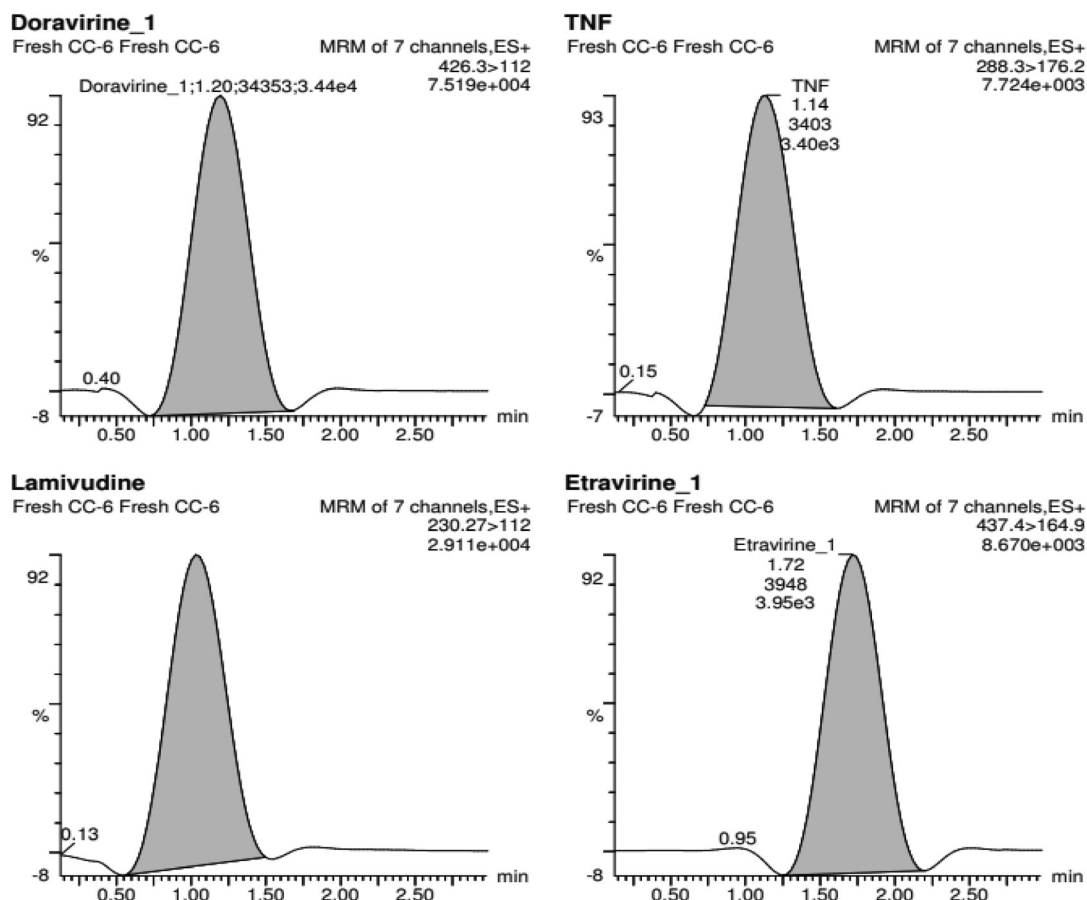 Doravirine_1
Fresh CC-6 Fresh CC-6
MRM of 7 channels,ES+
426.3>112
7.519e+004
Doravirine_1;1.20;34353;3.44e4
92
%
0.40
-8
min
0.50 1.00 1.50 2.00 2.50
TNF
Fresh CC-6 Fresh CC-6
MRM of 7 channels,ES+
288.3>176.2
7.724e+003
TNF
1.14
3403
3.40e3
93
%
0.15
-7
min
0.50 1.00 1.50 2.00 2.50
Lamivudine
Fresh CC-6 Fresh CC-6
MRM of 7 channels,ES+
230.27>112
2.911e+004
92
%
0.13
-8
min
0.50 1.00 1.50 2.00 2.50
Etravirine_1
Fresh CC-6 Fresh CC-6
MRM of 7 channels,ES+
437.4>164.9
8.670e+003
Etravirine_1
1.72
3948
3.95e3
92
%
0.95
-8
min
0.50 1.00 1.50 2.00 2.50